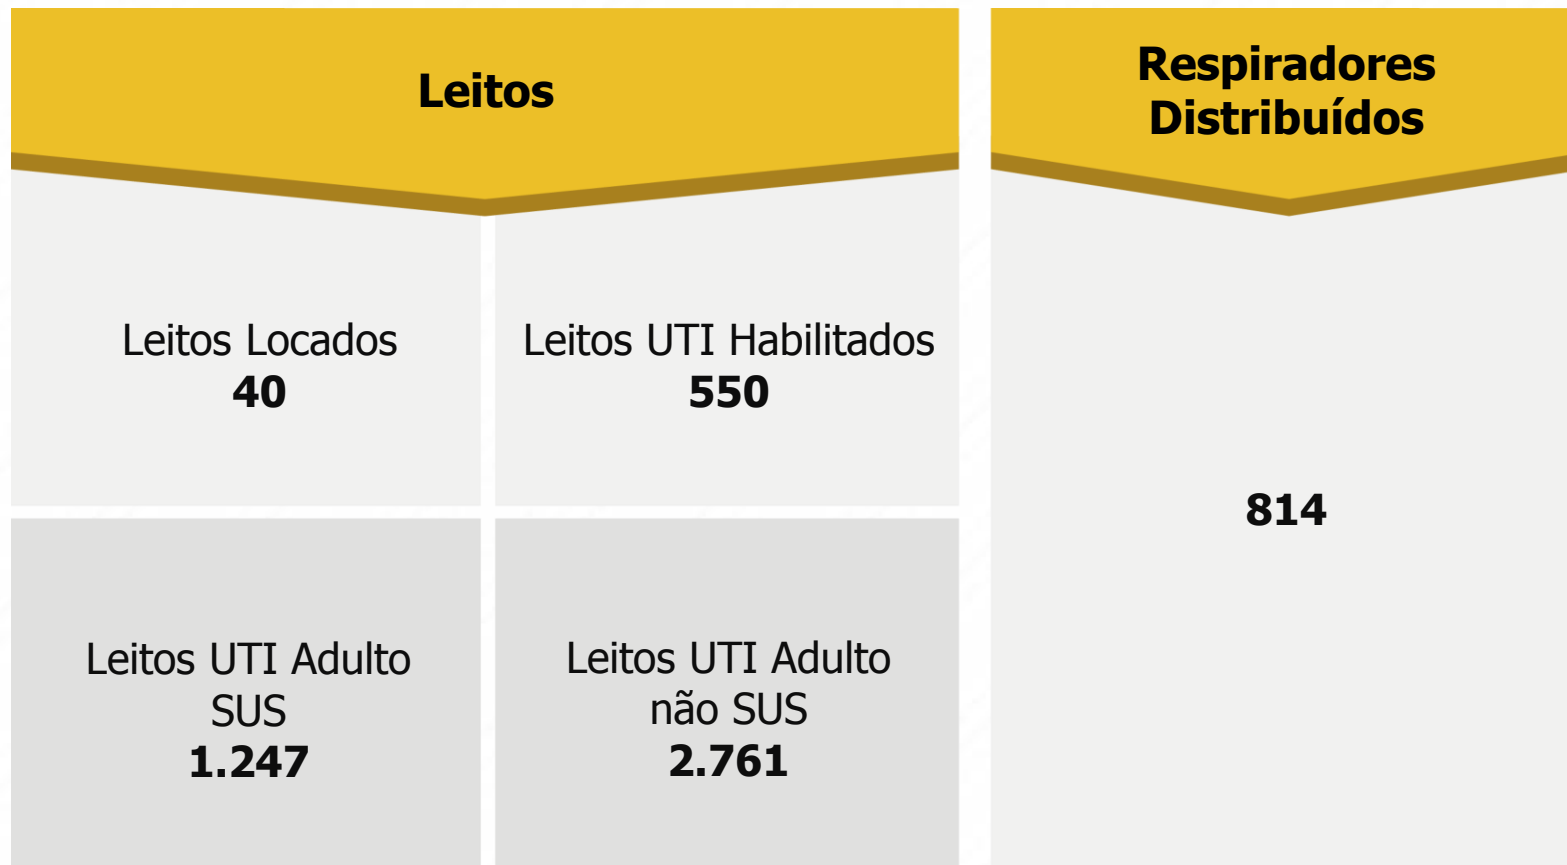 Leitos
Leitos Locados
40
Leitos UTI Habilitados
550
Leitos UTI Adulto
SUS
1.247
Leitos UTI Adulto
não SUS
2.761
Respiradores
Distribuídos
814